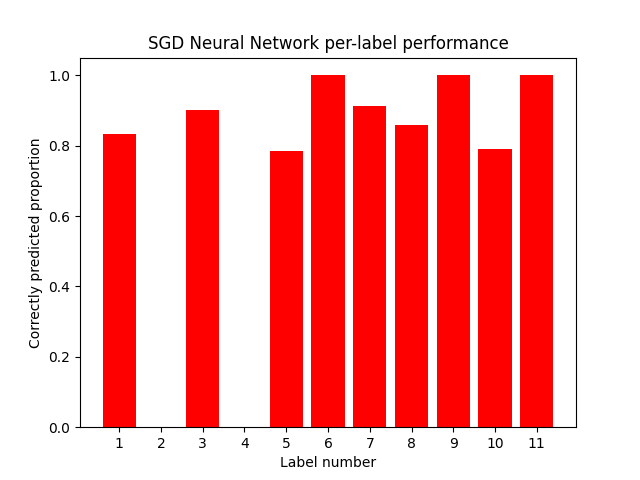 SGD Neural Network per-label performance
Correctly predicted proportion
1.0
0.8
0.6
0.4
0.2
0.0
1 2 3 4 5 6 7 8 9 10 11
Label number